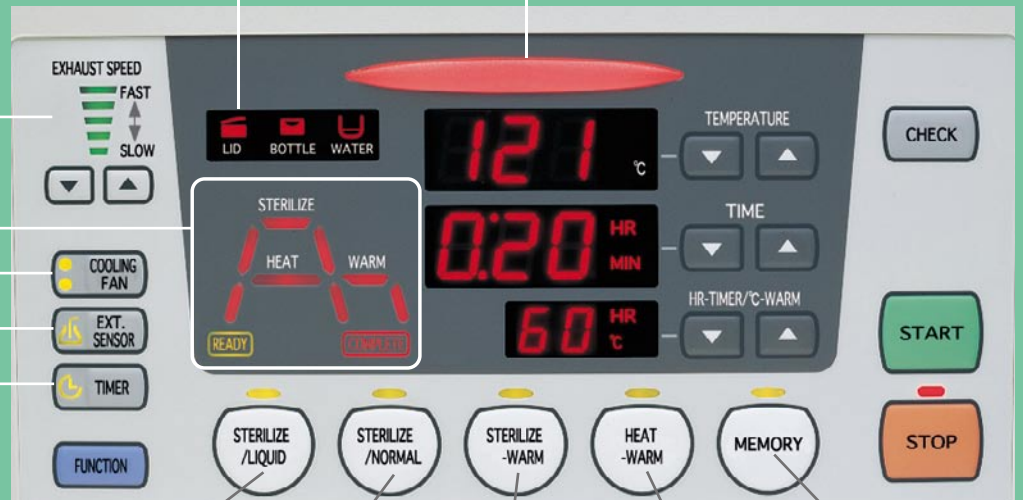 EXHAUST SPEED
FAST
SLOW
LID BOTTLE WATER
STERILIZE
HEAT
WARM
READY
COMPLETE
121 °C
TEMPERATURE
0:20 HR
MIN
TIME
60 HR
°C
HR-TIMER/°C-WARM
CHECK
COOLING
FAN
EXT.
SENSOR
TIMER
FUNCTION
STERILIZE
/LIQUID
STERILIZE
/NORMAL
STERILIZE
-WARM
HEAT
-WARM
MEMORY
START
STOP